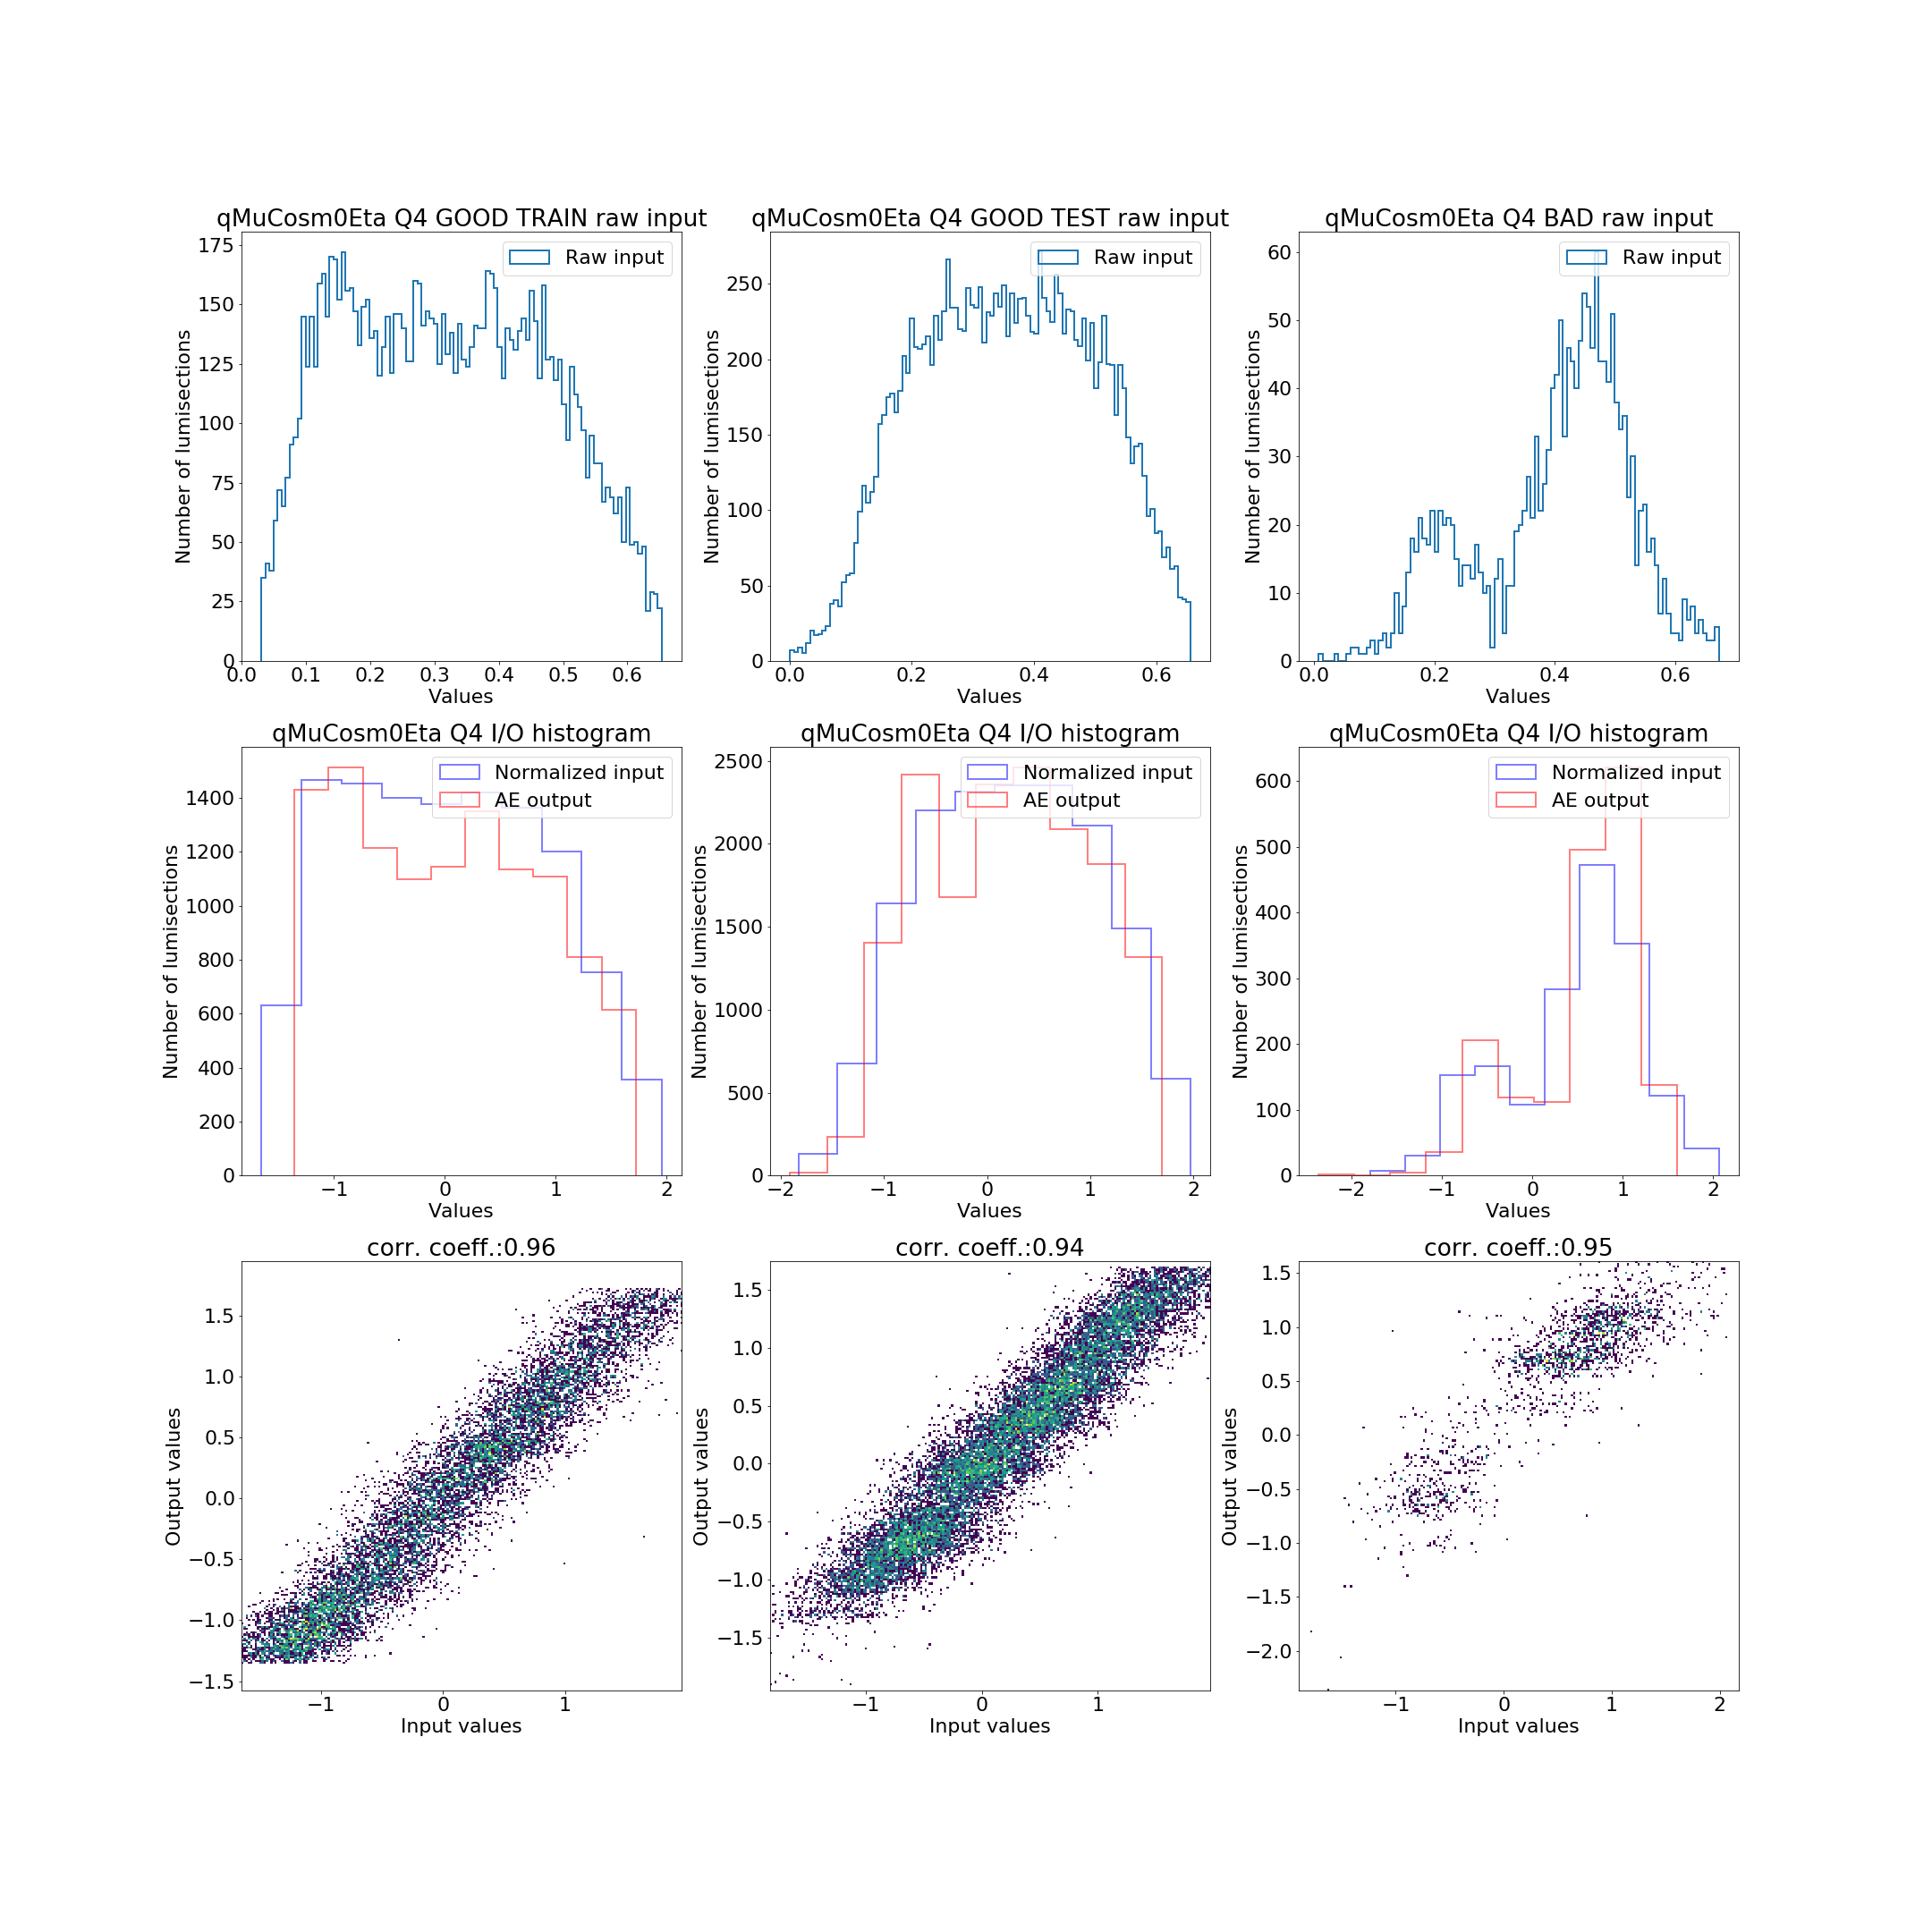 qMuCosm0Eta Q4 GOOD TRAIN raw input
Number of lumisections
175
150
125
100
75
50
25
0
Raw input
0.0 0.1 0.2 0.3 0.4 0.5 0.6
Values
qMuCosm0Eta Q4 GOOD TEST raw input
Number of lumisections
250
200
150
100
50
0
Raw input
0.0 0.2 0.4 0.6
Values
qMuCosm0Eta Q4 BAD raw input
Number of lumisections
60
50
40
30
20
10
0
Raw input
0.0 0.2 0.4 0.6
Values
qMuCosm0Eta Q4 I/O histogram
Number of lumisections
1400
1200
1000
800
600
400
200
0
Normalized input
AE output
−1 0 1 2
Values
qMuCosm0Eta Q4 I/O histogram
Number of lumisections
2500
2000
1500
1000
500
0
Normalized input
AE output
−2 −1 0 1 2
Values
qMuCosm0Eta Q4 I/O histogram
Number of lumisections
600
500
400
300
200
100
0
Normalized input
AE output
−2 −1 0 1 2
Values
corr. coeff.:0.96
Output values
1.5
1.0
0.5
0.0
−0.5
−1.0
−1.5
−1 0 1
Input values
corr. coeff.:0.94
Output values
1.5
1.0
0.5
0.0
−0.5
−1.0
−1.5
−1 0 1
Input values
corr. coeff.:0.95
Output values
1.5
1.0
0.5
0.0
−0.5
−1.0
−1.5
−2.0
−1 0 1 2
Input values